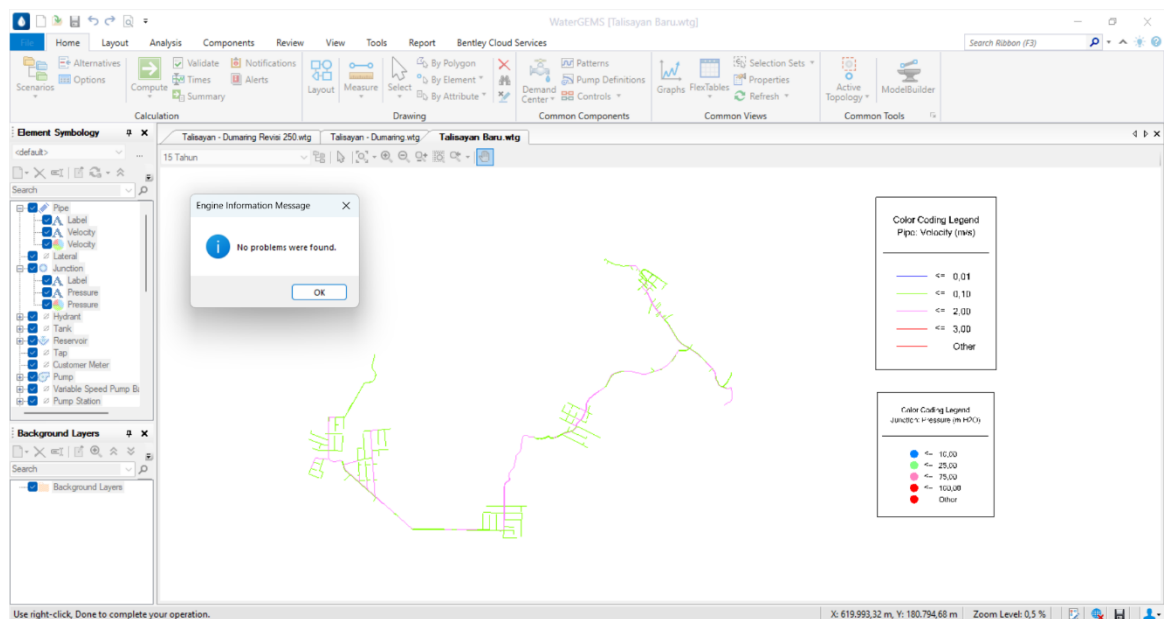 WaterGEMS [Talisayan Baru.wtg]
File Home Layout Analysis Components Review View Tools Report Bentley Cloud Services Search Ribbon (F3)
Scenarios
Alternatives
Options
Compute
Validate
Times
Summary
Notifications
Alerts
Calculation
Layout
Measure
Select
By Polygon
By Element
By Attribute
Drawing
Demand Center
Patterns
Pump Definitions
Controls
Common Components
Graphs
FlexTables
Selection Sets
Properties
Refresh
Common Views
Active Topology
ModelBuilder
Common Tools
Element Symbology
<default>
Search
Pipe
Label
Velocity
Velocity
Lateral
Junction
Label
Pressure
Pressure
Hydrant
Tank
Reservoir
Tap
Customer Meter
Pump
Variable Speed Pump Ba
Pump Station
Background Layers
Search
Background Layers
Talisayan - Dumaring Revisi 250.wtg
Talisayan - Dumaring.wtg
Talisayan Baru.wtg
15 Tahun
Engine Information Message
No problems were found.
OK
Color Coding Legend
Pipe: Velocity (m/s)
<= 0,01
<= 0,10
<= 2,00
<= 3,00
Other
Color Coding Legend
Junction: Pressure (m H2O)
<= 10,00
<= 25,00
<= 75,00
<= 100,00
Other
Use right-click, Done to complete your operation.
X: 619.993,32 m, Y: 180.794,68 m Zoom Level: 0,5 %